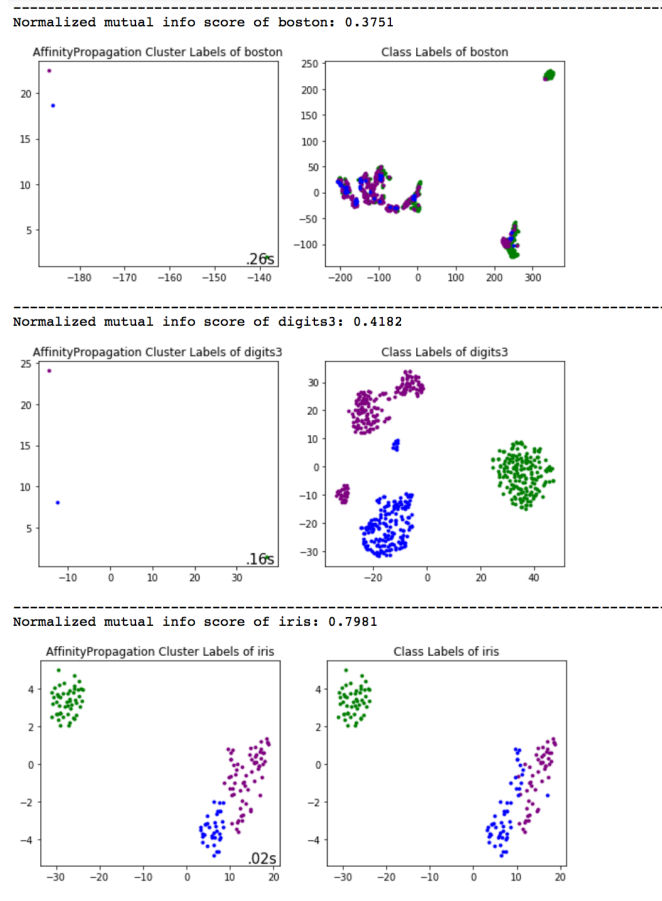 Normalized mutual info score of boston: 0.3751
AffinityPropagation Cluster Labels of boston
Class Labels of boston
20
15
10
5
−180 −170 −160 −150 −140
.26s
250
200
150
100
50
0
−50
−100
−200 −100 0 100 200 300
Normalized mutual info score of digits3: 0.4182
AffinityPropagation Cluster Labels of digits3
Class Labels of digits3
25
20
15
10
5
−10 0 10 20 30
.16s
30
20
10
0
−10
−20
−30
−20 0 20 40
Normalized mutual info score of iris: 0.7981
AffinityPropagation Cluster Labels of iris
Class Labels of iris
4
2
0
−2
−4
−30 −20 −10 0 10 20
.02s
4
2
0
−2
−4
−30 −20 −10 0 10 20